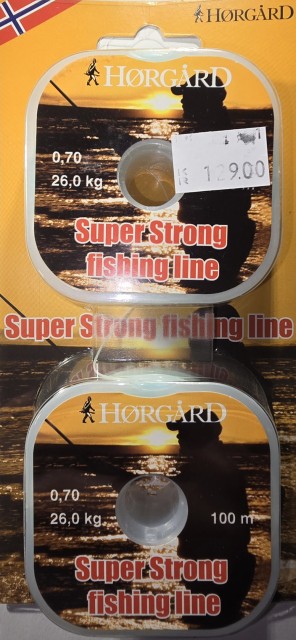 HØRGÅRD
HØRGÅRD
0,70
26,0 kg
129.00
Super Strong
fishing line
Super Strong fishing line
HØRGÅRD
0,70
26,0 kg
100 m
Super Strong
fishing line